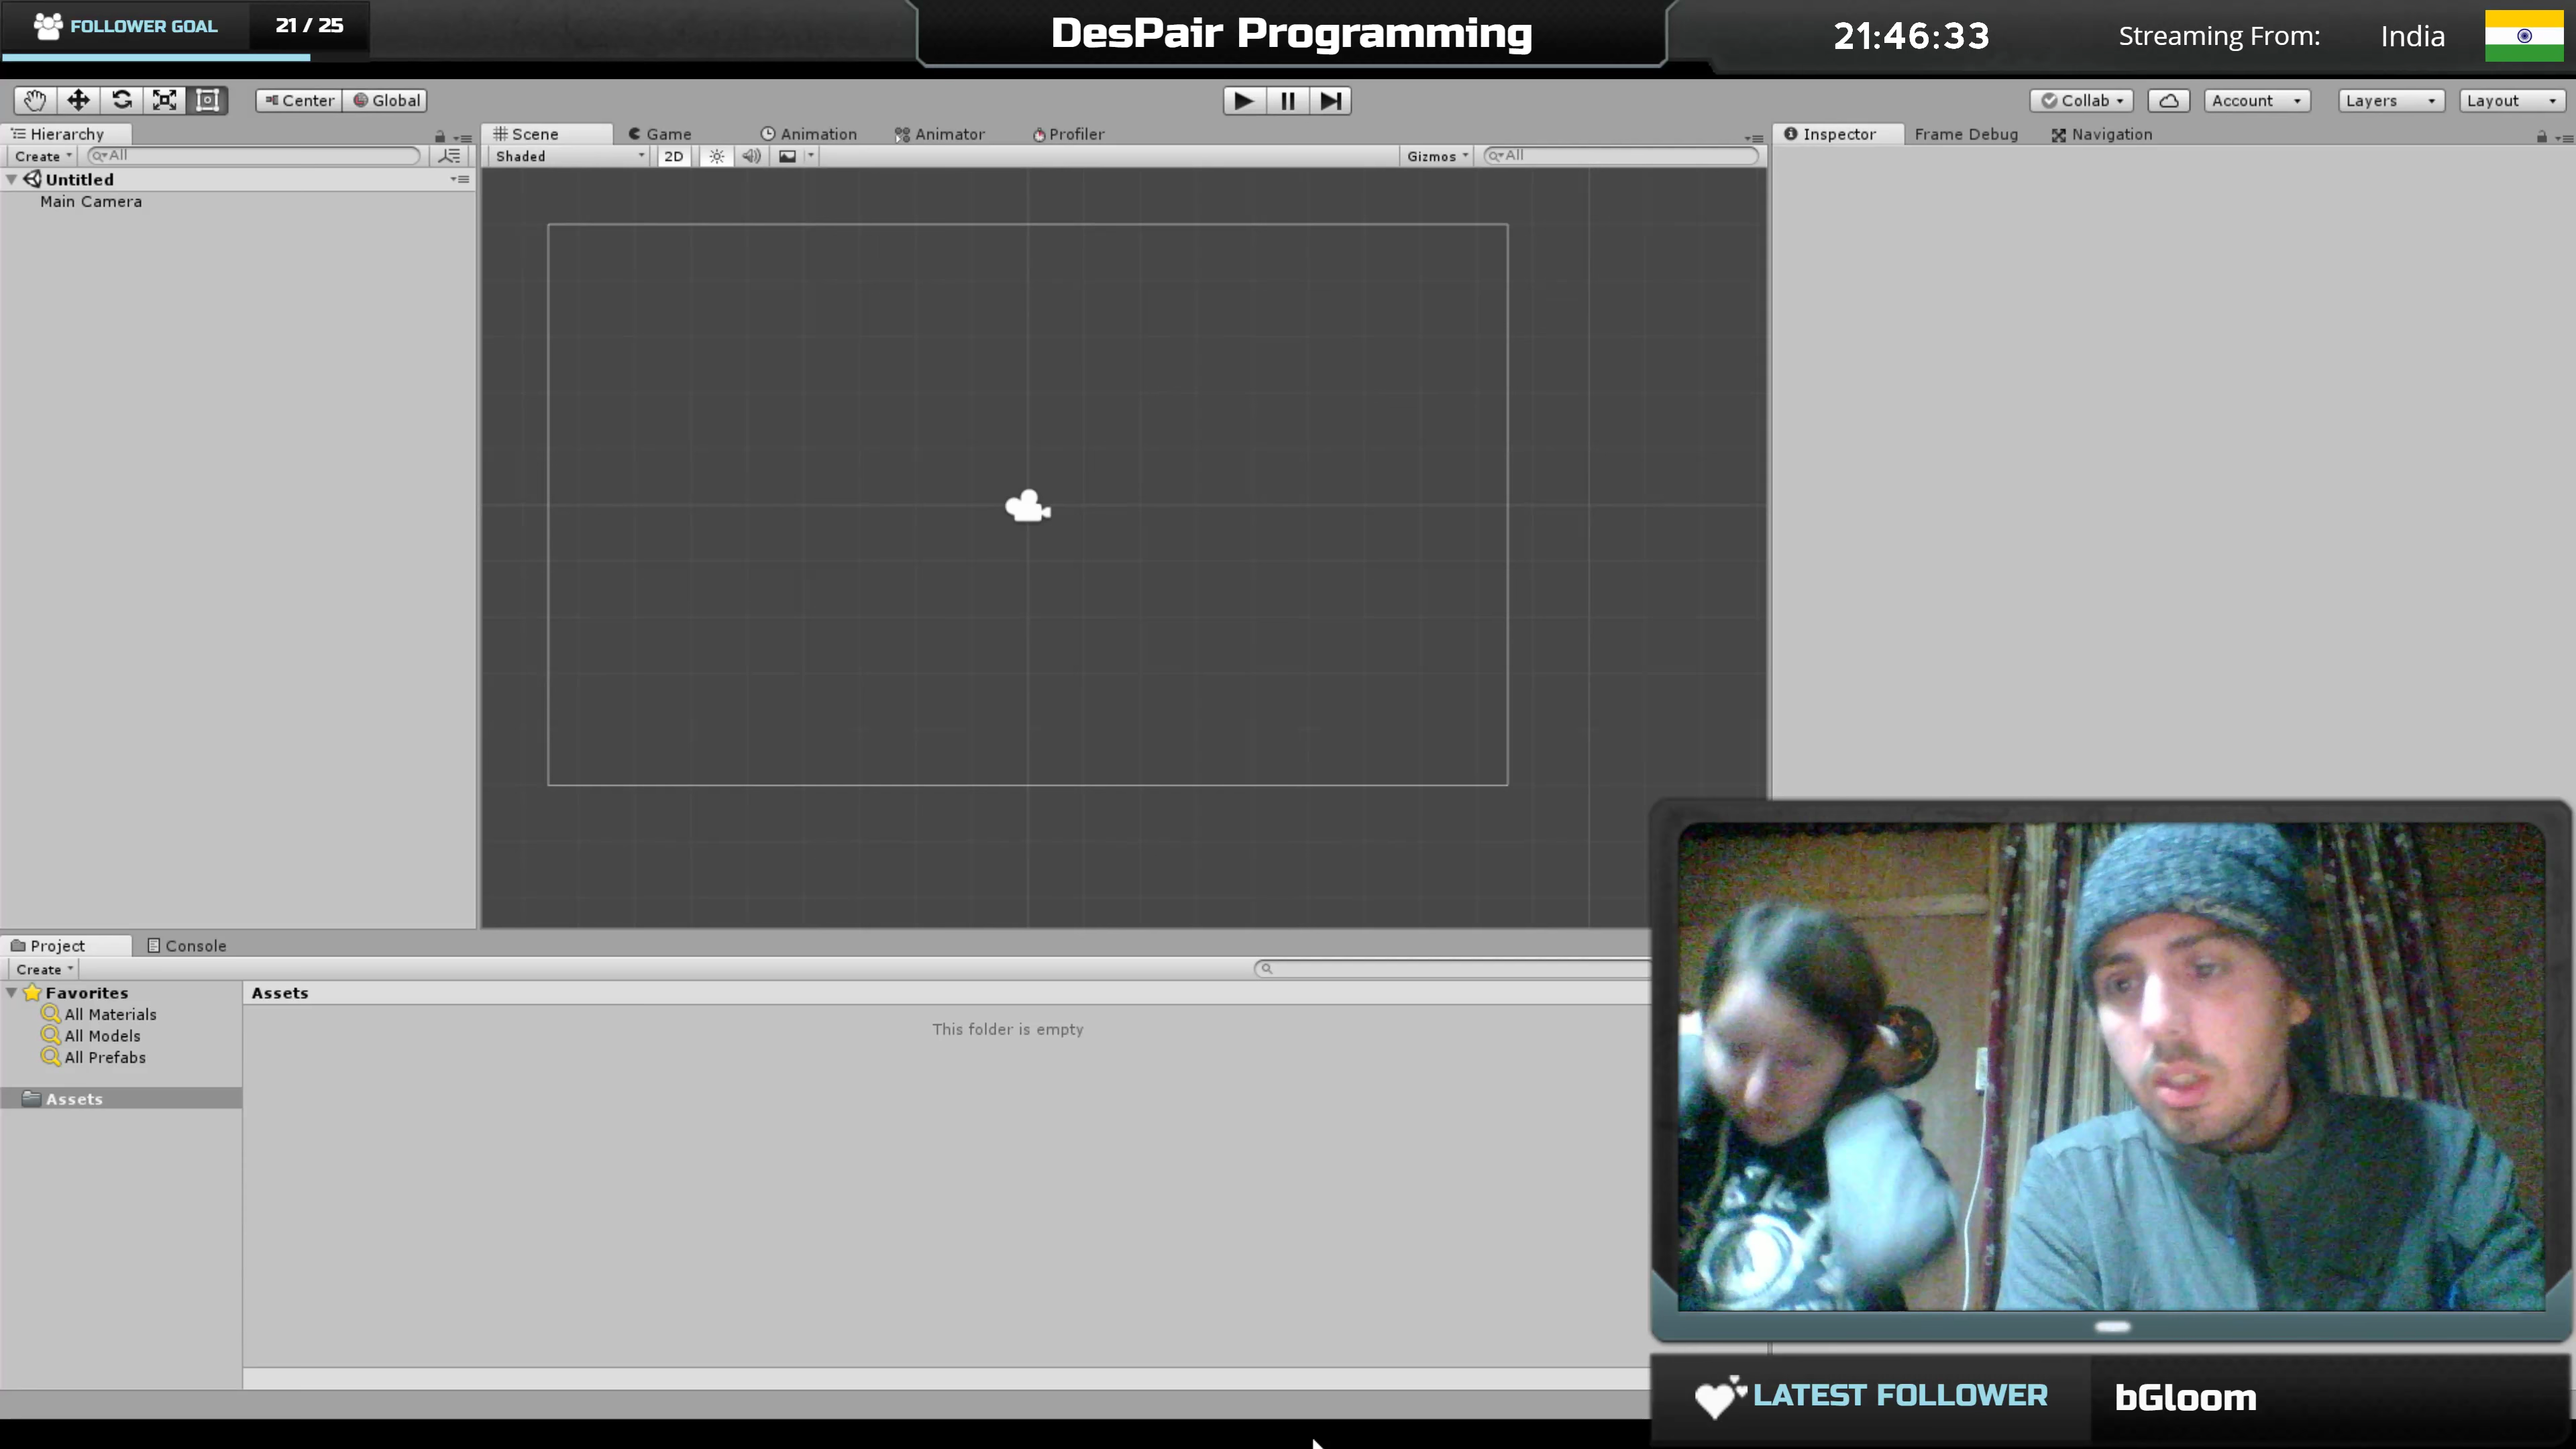 FOLLOWER GOAL 21 / 25
DesPair Programming
21:46:33
Streaming From: India
Center Global
Collab Account Layers Layout
Hierarchy
Create All
Untitled
Main Camera
Scene Game Animation Animator Profiler
Shaded 2D Gizmos All
Inspector Frame Debug Navigation
Project Console
Create
Favorites
All Materials
All Models
All Prefabs
Assets
Assets
This folder is empty
LATEST FOLLOWER bGloom